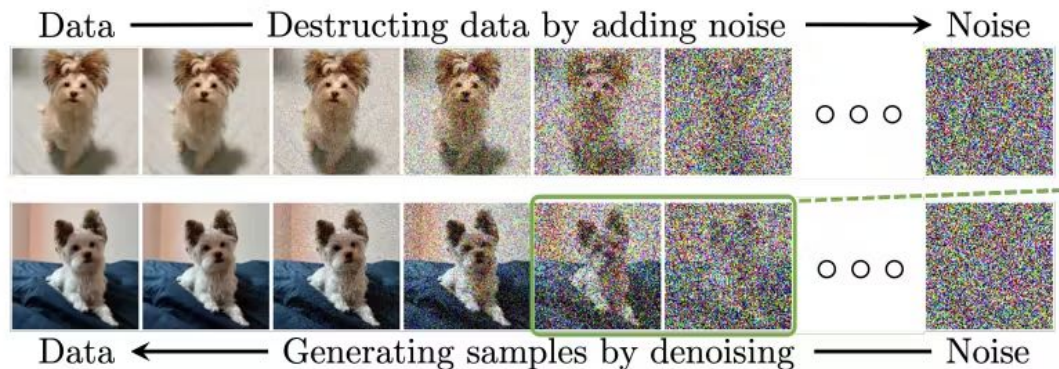 Data Destructing data by adding noise Noise
Data Generating samples by denoising Noise